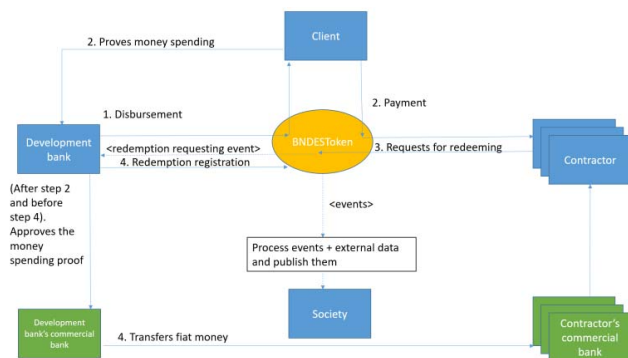 2. Proves money spending
Client
1. Disbursement
2. Payment
Development
bank
<redemption requesting event>
4. Redemption registration
BNDESToken
3. Requests for redeeming
Contractor
(After step 2
and before
step 4).
Approves the
money
spending proof
<events>
Process events + external data
and publish them
Development
bank's commercial
bank
4. Transfers fiat money
Society
Contractor's
commercial
bank